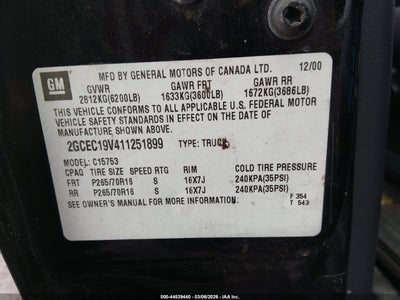 GM
MFD BY GENERAL MOTORS OF CANADA LTD. 12/00
GVWR GAWR FRT GAWR RR
2812KG(6200LB) 1633KG(3600LB) 1672KG(3686LB)
THIS VEHICLE CONFORMS TO ALL APPLICABLE U.S. FEDERAL MOTOR
VEHICLE SAFETY STANDARDS IN EFFECT ON THE DATE OF
MANUFACTURE SHOWN ABOVE.
2GCEC19V411251899 TYPE: TRUCK
MODEL: C15753
CPAQ TIRE SIZE SPEED RTG RIM COLD TIRE PRESSURE
FRT P265/70R16 S 16X7J 240KPA(35PSI)
RR P265/70R16 S 16X7J 240KPA(35PSI)
SEE OWNER'S MANUAL FOR MORE INFORMATION.
F 354
T 543
000-44539440 - 03/06/2026 - IAAI.COM